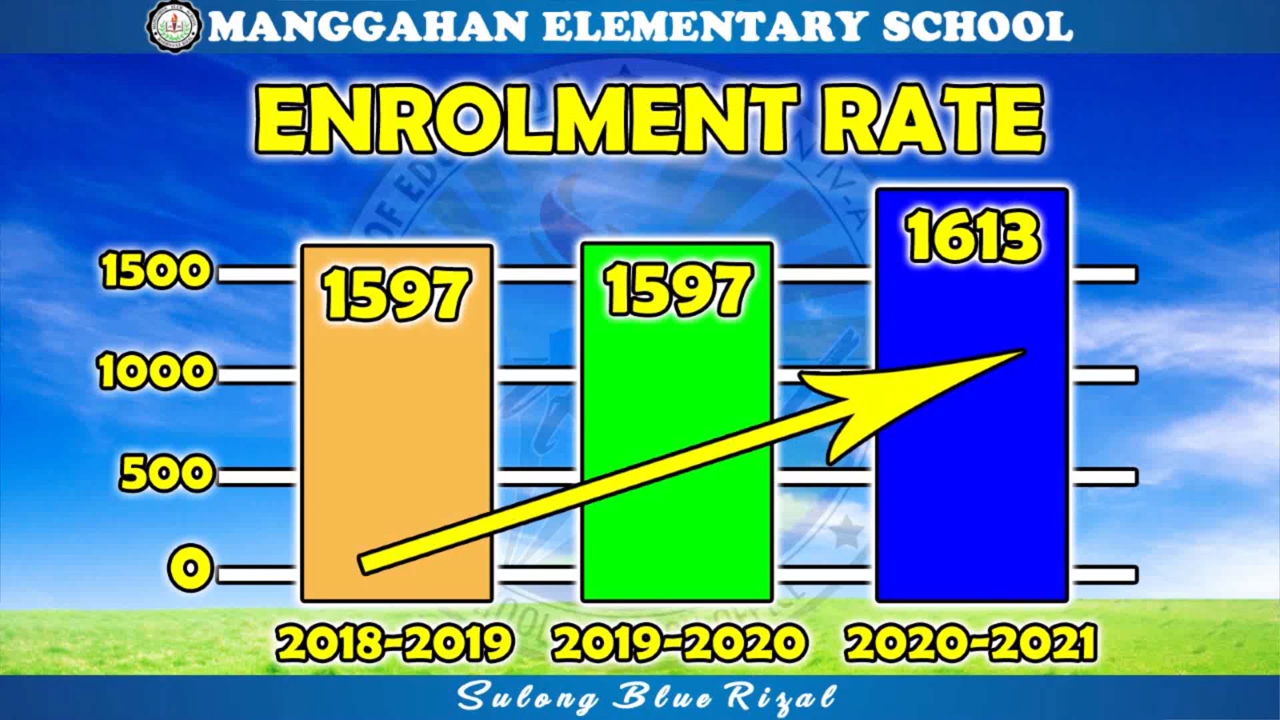 MANGGAHAN ELEMENTARY SCHOOL
ENROLMENT RATE
1613
1597
1597
1500
1000
500
0
2018-2019 2019-2020 2020-2021
Sulong Blue Rizal